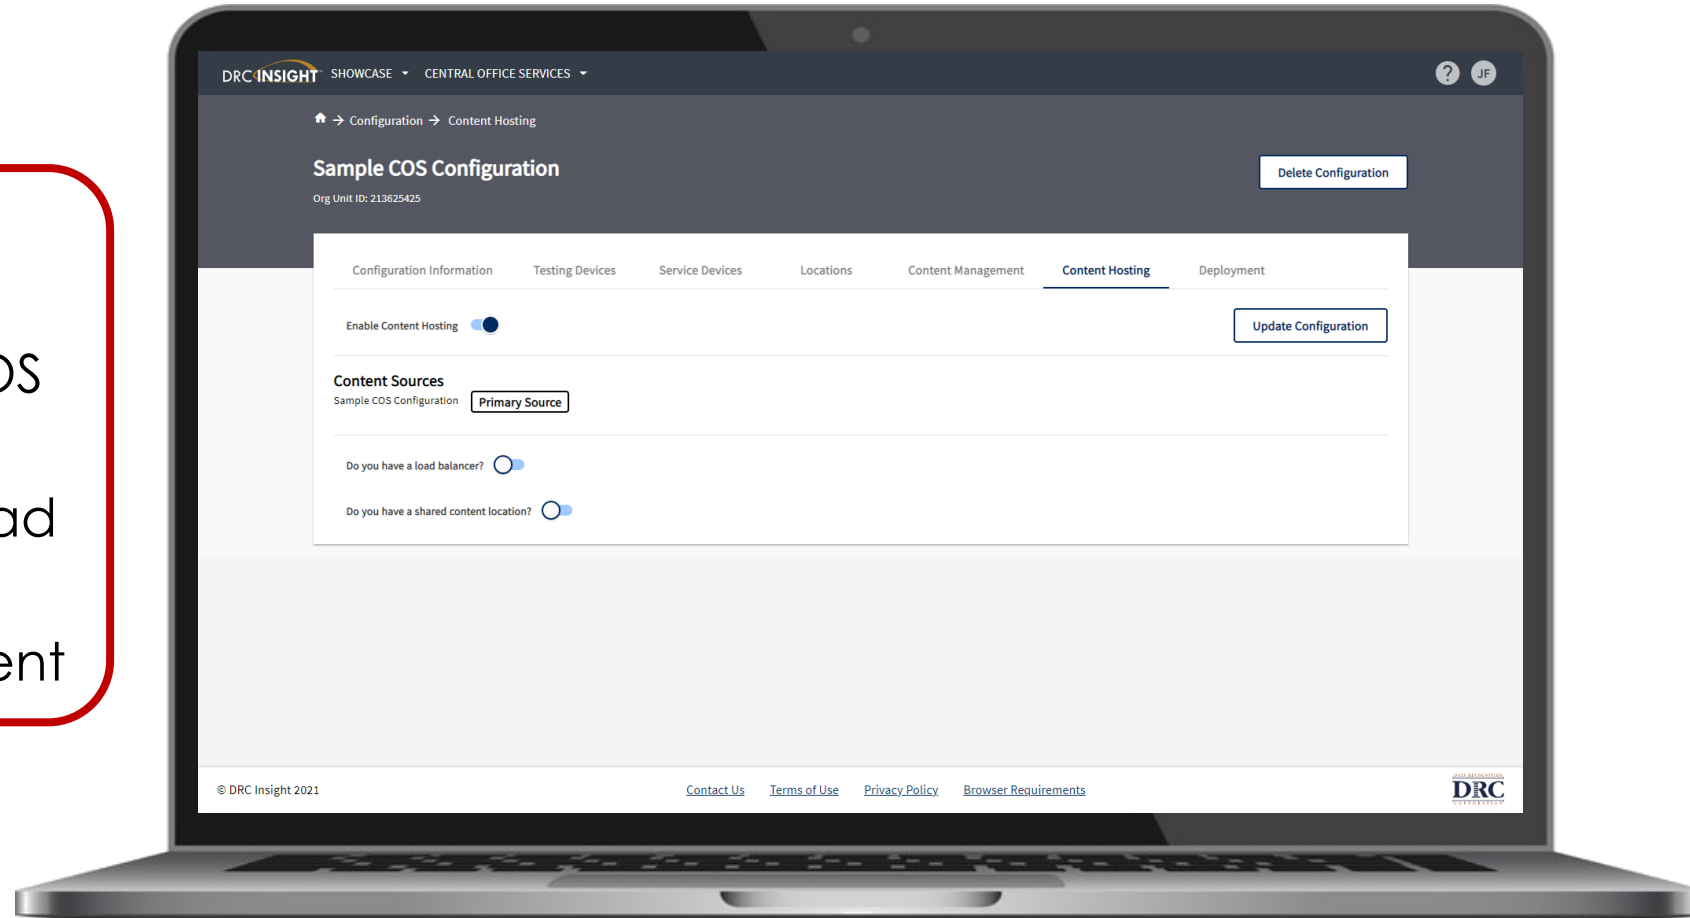 DRC INSIGHT SHOWCASE CENTRAL OFFICE SERVICES ? JF
→ Configuration → Content Hosting
Sample COS Configuration
Delete Configuration
Org Unit ID: 213625425
Configuration Information Testing Devices Service Devices Locations Content Management Content Hosting Deployment
Enable Content Hosting
Update Configuration
Content Sources
Sample COS Configuration Primary Source
Do you have a load balancer?
Do you have a shared content location?
© DRC Insight 2021 Contact Us Terms of Use Privacy Policy Browser Requirements
DATA RECOGNITION
DRC
CORPORATION